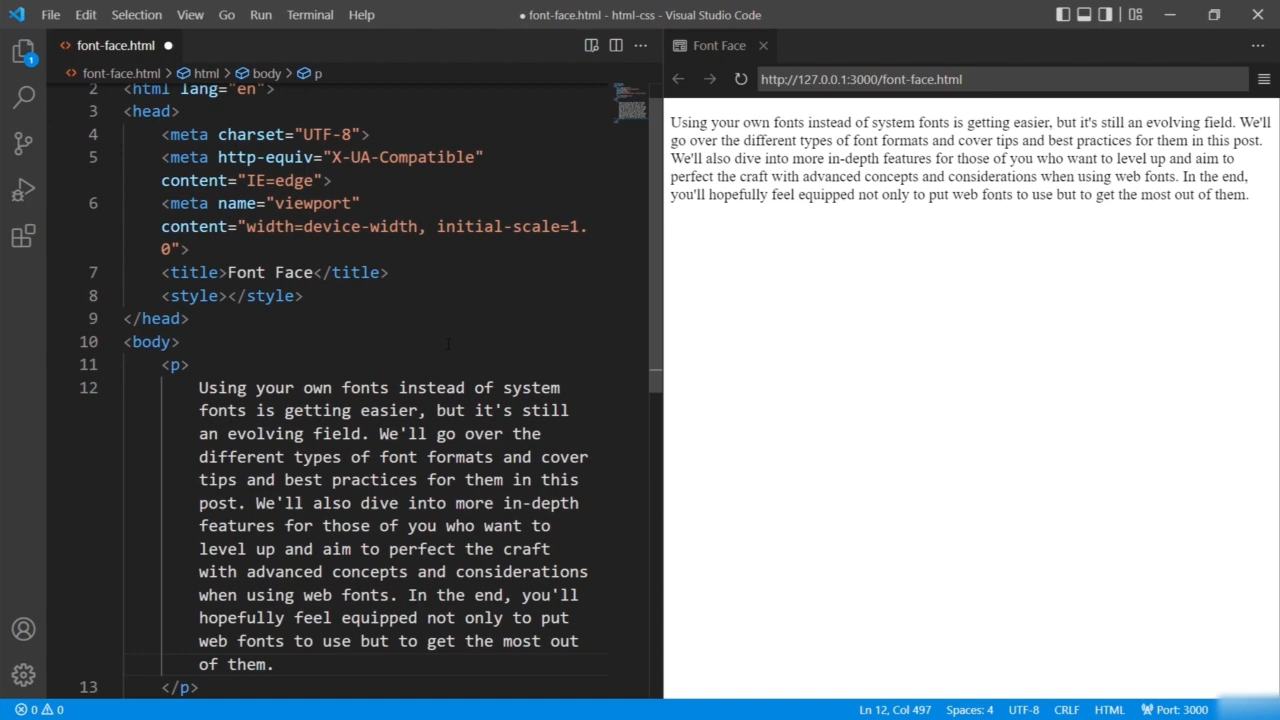 File Edit Selection View Go Run Terminal Help
● font-face.html - html-css - Visual Studio Code
font-face.html ●
Font Face
font-face.html > html > body > p
http://127.0.0.1:3000/font-face.html
1
2 <html lang="en">
3 <head>
4 <meta charset="UTF-8">
5 <meta http-equiv="X-UA-Compatible"
content="IE=edge">
6 <meta name="viewport"
content="width=device-width, initial-scale=1.
0">
7 <title>Font Face</title>
8 <style></style>
9 </head>
10 <body>
11 <p>
12 Using your own fonts instead of system
fonts is getting easier, but it's still
an evolving field. We'll go over the
different types of font formats and cover
tips and best practices for them in this
post. We'll also dive into more in-depth
features for those of you who want to
level up and aim to perfect the craft
with advanced concepts and considerations
when using web fonts. In the end, you'll
hopefully feel equipped not only to put
web fonts to use but to get the most out
of them.
13 </p>
Using your own fonts instead of system fonts is getting easier, but it's still an evolving field. We'll
go over the different types of font formats and cover tips and best practices for them in this post.
We'll also dive into more in-depth features for those of you who want to level up and aim to
perfect the craft with advanced concepts and considerations when using web fonts. In the end,
you'll hopefully feel equipped not only to put web fonts to use but to get the most out of them.
0 0 Ln 12, Col 497 Spaces: 4 UTF-8 CRLF HTML Port: 3000